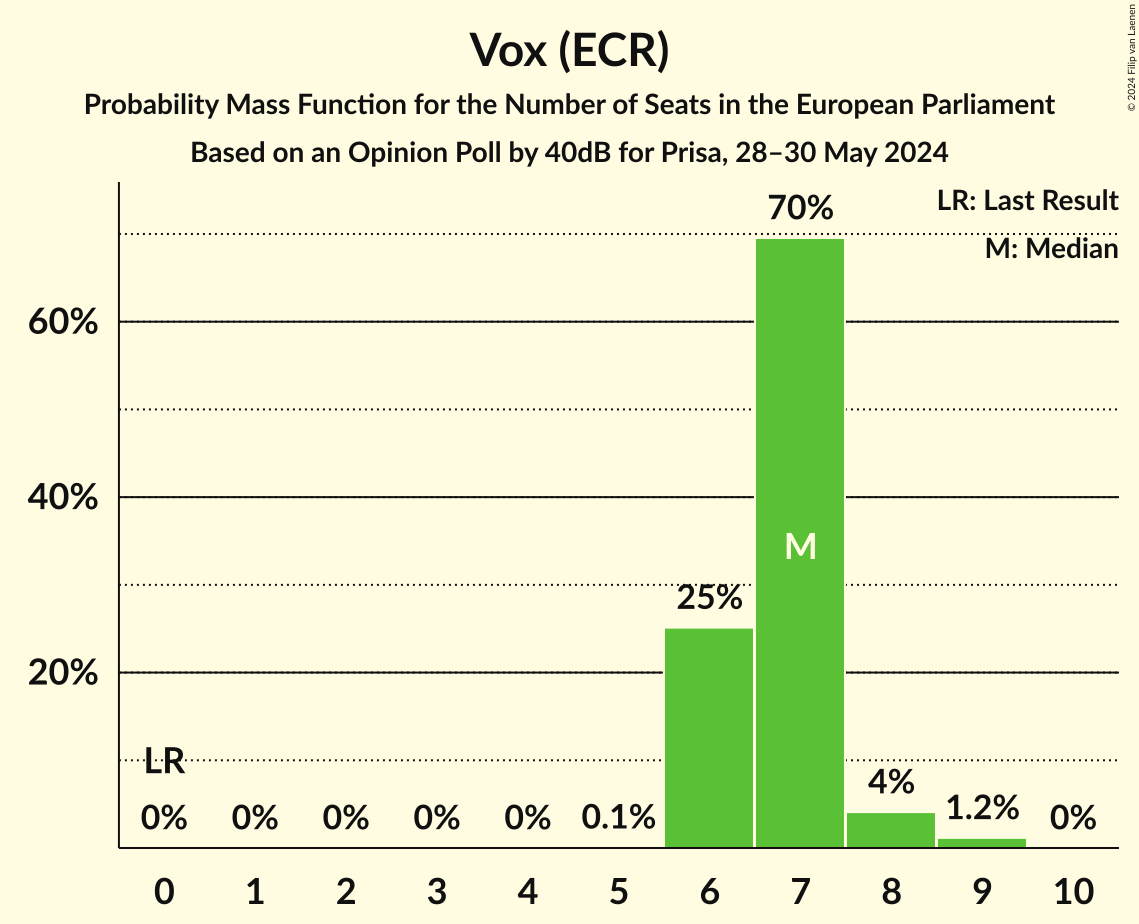 Vox (ECR)
Probability Mass Function for the Number of Seats in the European Parliament
Based on an Opinion Poll by 40dB for Prisa, 28–30 May 2024
© 2024 Filip van Laenen
LR: Last Result
M: Median
70%
60%
40%
M
25%
20%
LR
0% 0% 0% 0% 0% 0.1% 4% 1.2% 0%
0 1 2 3 4 5 6 7 8 9 10